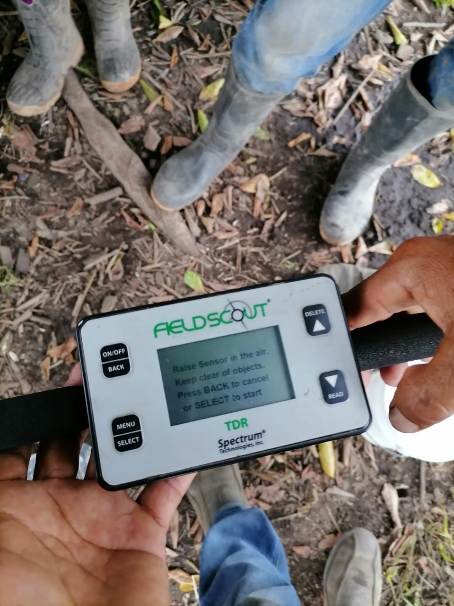 FIELDSCOUT®
ON/OFF
BACK
DELETE
Raise Sensor in the air.
Keep clear of objects.
Press BACK to cancel
or SELECT to start
MENU
SELECT
READ
TDR
Spectrum®
Technologies, Inc.